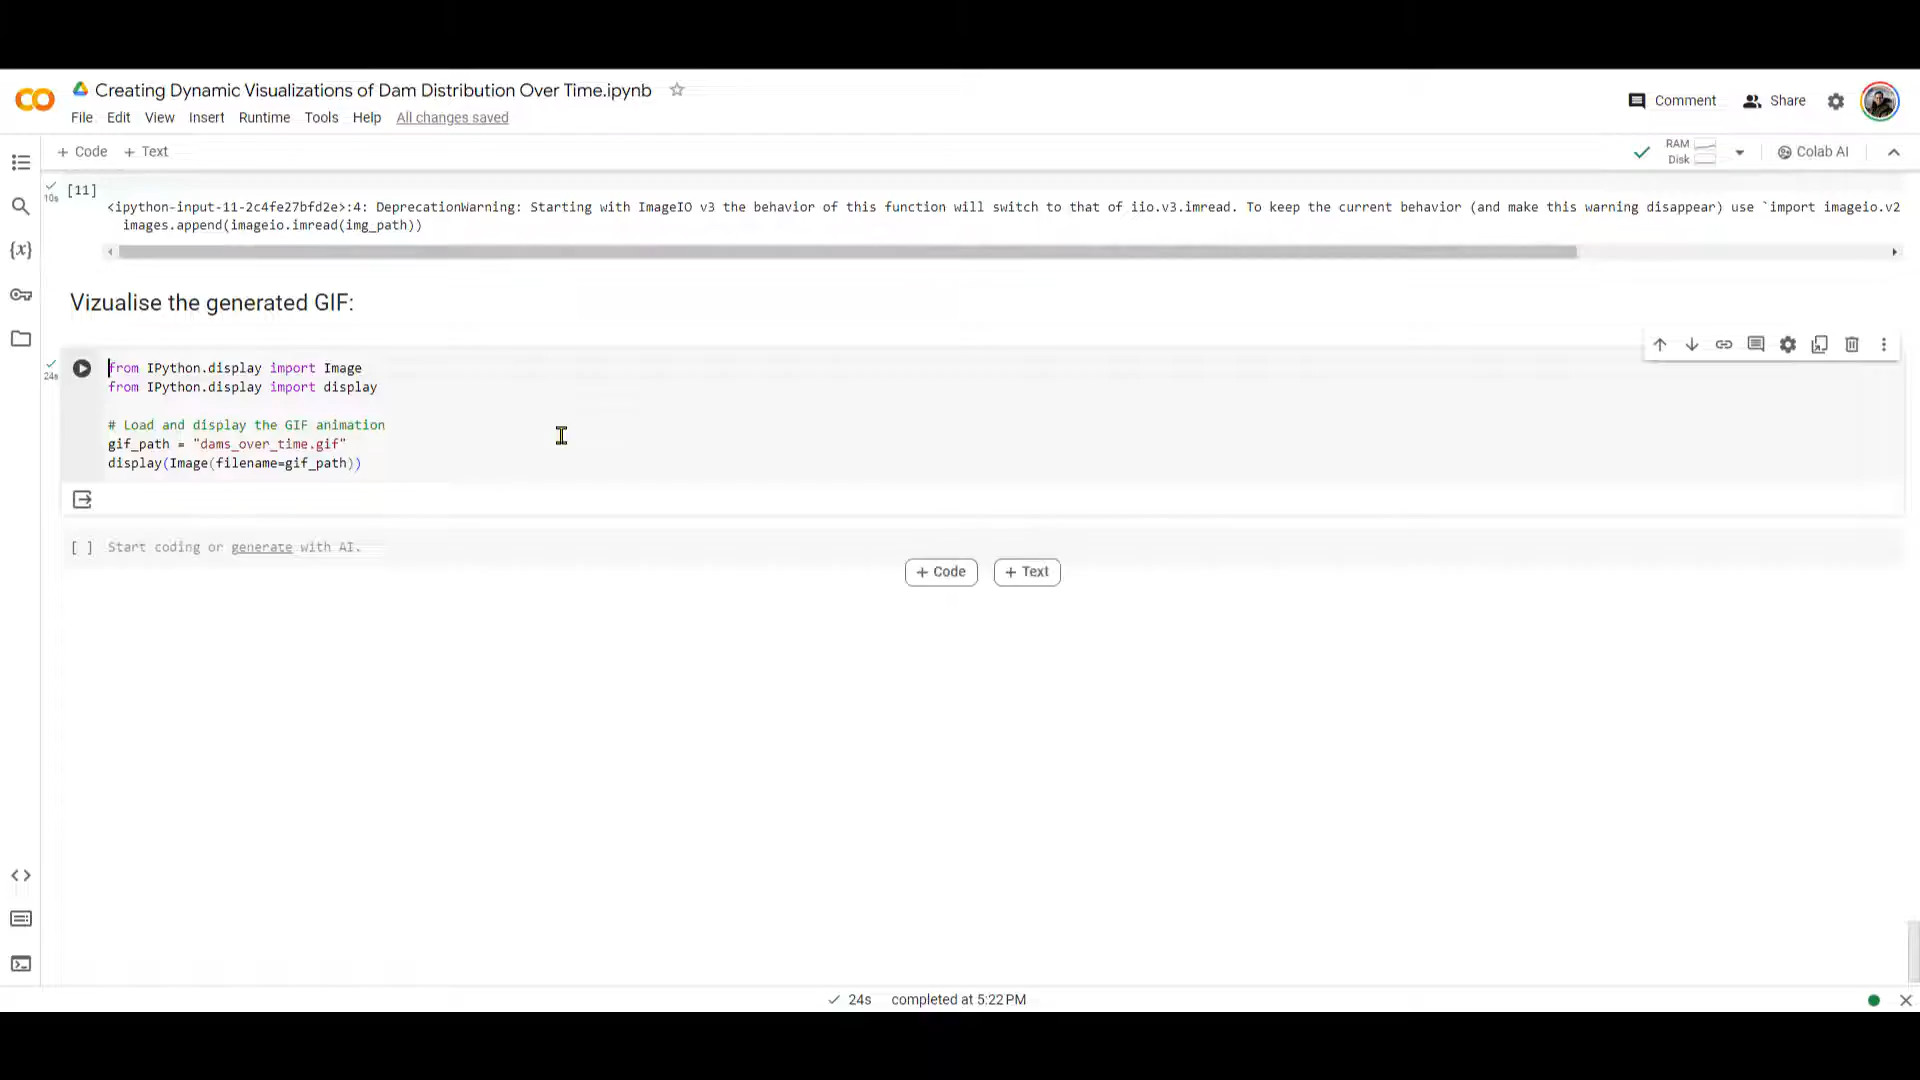 Creating Dynamic Visualizations of Dam Distribution Over Time.ipynb
Comment
Share
File Edit View Insert Runtime Tools Help All changes saved
+ Code + Text
RAM
Disk
Colab AI
[11]
10s
<ipython-input-11-2c4fe27bfd2e>:4: DeprecationWarning: Starting with ImageIO v3 the behavior of this function will switch to that of iio.v3.imread. To keep the current behavior (and make this warning disappear) use `import imageio.v2
images.append(imageio.imread(img_path))
{x}
Vizualise the generated GIF:
24s
from IPython.display import Image
from IPython.display import display
# Load and display the GIF animation
gif_path = "dams_over_time.gif"
display(Image(filename=gif_path))
[ ] Start coding or generate with AI.
+ Code + Text
24s completed at 5:22 PM